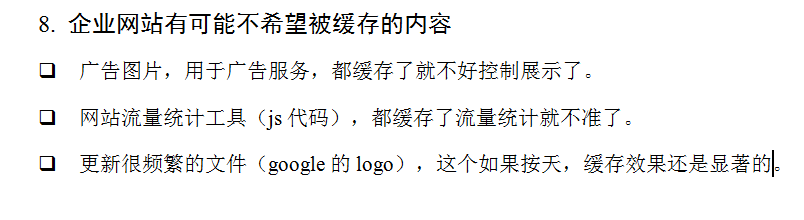 8. 企业网站有可能不希望被缓存的内容
❑ 广告图片，用于广告服务，都缓存了就不好控制展示了。
❑ 网站流量统计工具（js 代码），都缓存了流量统计就不准了。
❑ 更新很频繁的文件（google 的 logo），这个如果按天，缓存效果还是显著的。